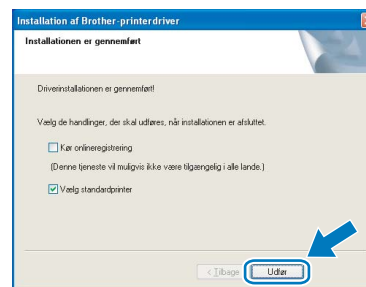 Installation af Brother-printerdriver
Installationen er gennemført
Driverinstallationen er gennemført!
Vælg de handlinger, der skal udføres, når installationen er afsluttet.
Kør onlineregistrering
(Denne tjeneste vil muligvis ikke være tilgængelig i alle lande.)
Vælg standardprinter
< Tilbage Udfør